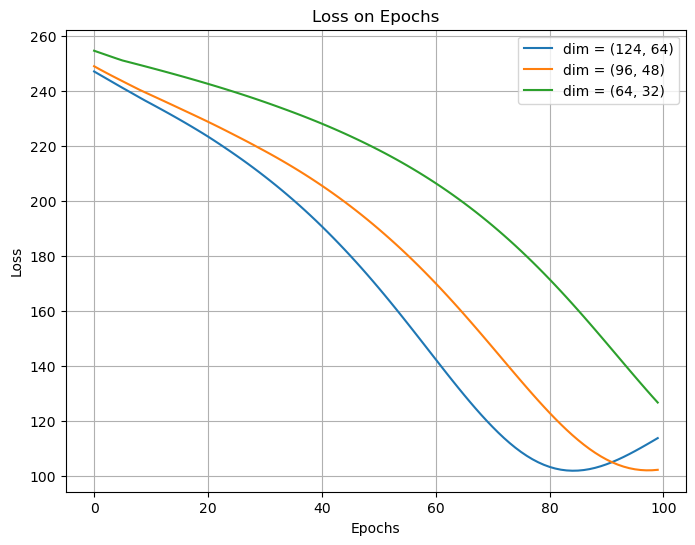 Loss on Epochs
dim = (124, 64)
dim = (96, 48)
dim = (64, 32)
260
240
220
200
180
160
140
120
100
Loss
0
20
40
60
80
100
Epochs